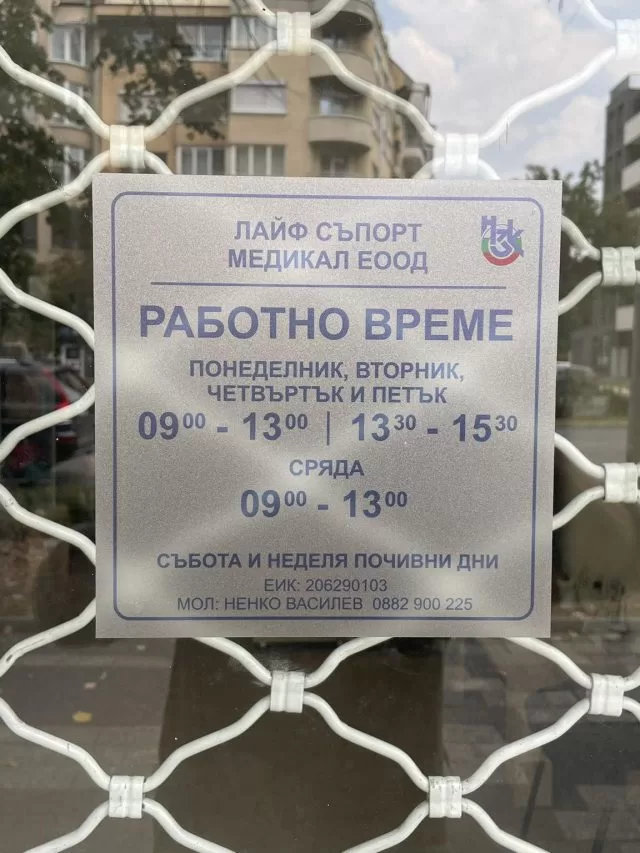 ЛАЙФ СЪПОРТ
МЕДИКАЛ ЕООД
РАБОТНО ВРЕМЕ
ПОНЕДЕЛНИК, ВТОРНИК,
ЧЕТВЪРТЪК И ПЕТЪК
09⁰⁰ - 13⁰⁰ | 13³⁰ - 15³⁰
СРЯДА
09⁰⁰ - 13⁰⁰
СЪБОТА И НЕДЕЛЯ ПОЧИВНИ ДНИ
ЕИК: 206290103
МОЛ: НЕНКО ВАСИЛЕВ 0882 900 225